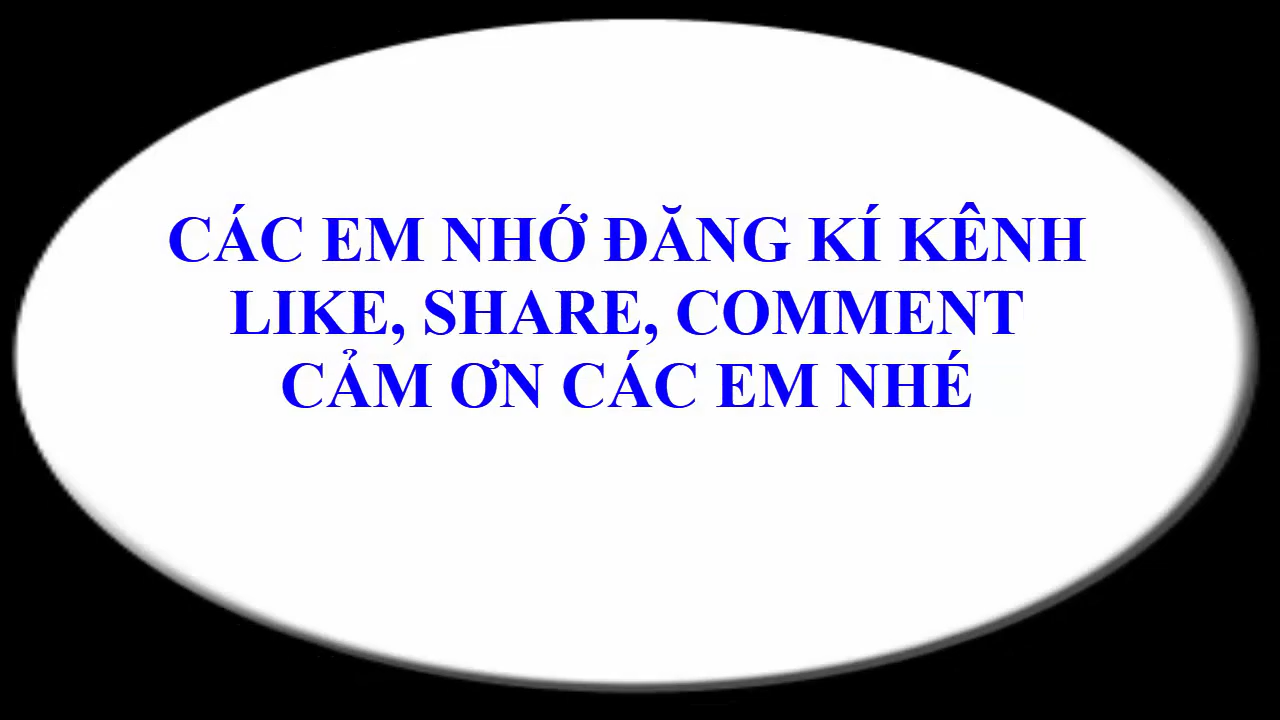 CÁC EM NHỚ ĐĂNG KÍ KÊNH
LIKE, SHARE, COMMENT
CẢM ƠN CÁC EM NHÉ